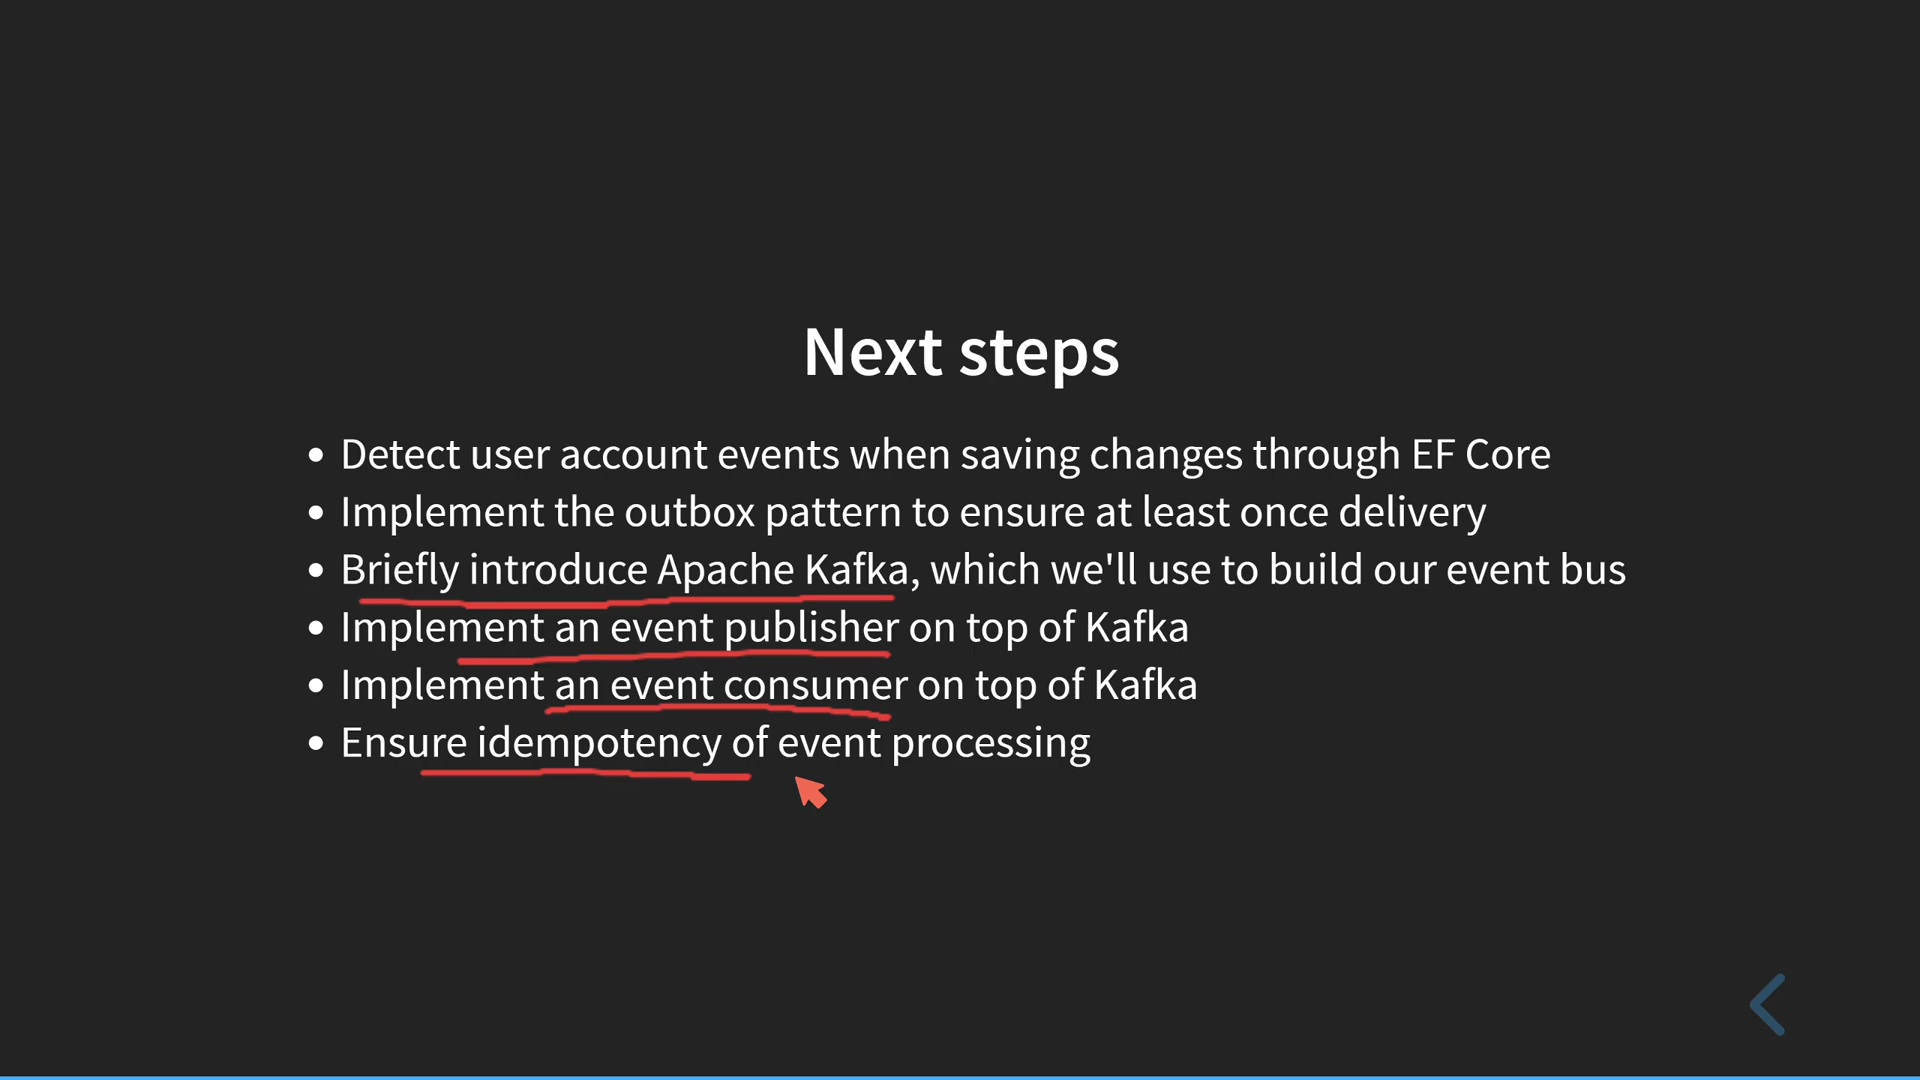 Next steps
• Detect user account events when saving changes through EF Core
• Implement the outbox pattern to ensure at least once delivery
• Briefly introduce Apache Kafka, which we'll use to build our event bus
• Implement an event publisher on top of Kafka
• Implement an event consumer on top of Kafka
• Ensure idempotency of event processing